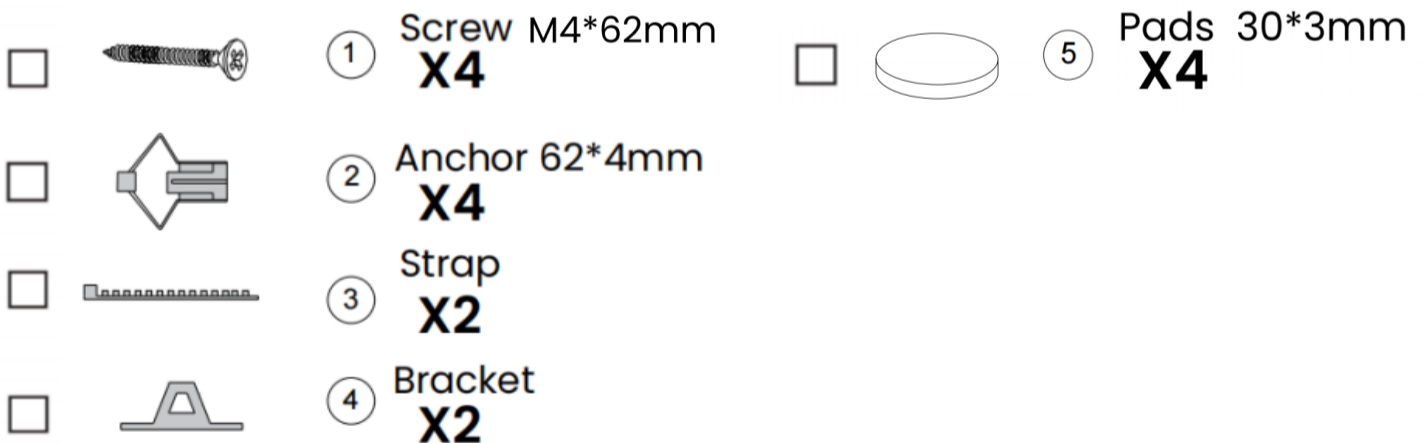 1 Screw M4*62mm
X4
2 Anchor 62*4mm
X4
3 Strap
X2
4 Bracket
X2
5 Pads 30*3mm
X4